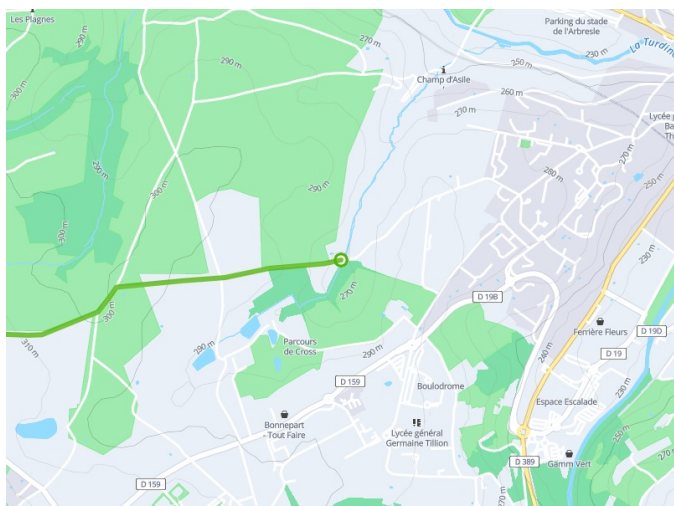 Les Plagnes
290 m
300 m
290 m
270 m
Parking du stade
de l'Arbresle
230 m
La Turdine
250 m
Champ d'Asile
270 m
260 m
Lycée
270 m
280 m
250 m
290 m
300 m
290 m
300 m
230 m
270 m
D 19B
300 m
310 m
290 m
Parcours
de Cross
290 m
240 m
Ferrière Fleurs
D 19D
D 19
230 m
D 159
Boulodrome
Espace Escalade
Bonnepart
- Tout Faire
Lycée général
Germaine Tillion
250 m
D 389
Gamm Vert
270 m
D 159
270 m